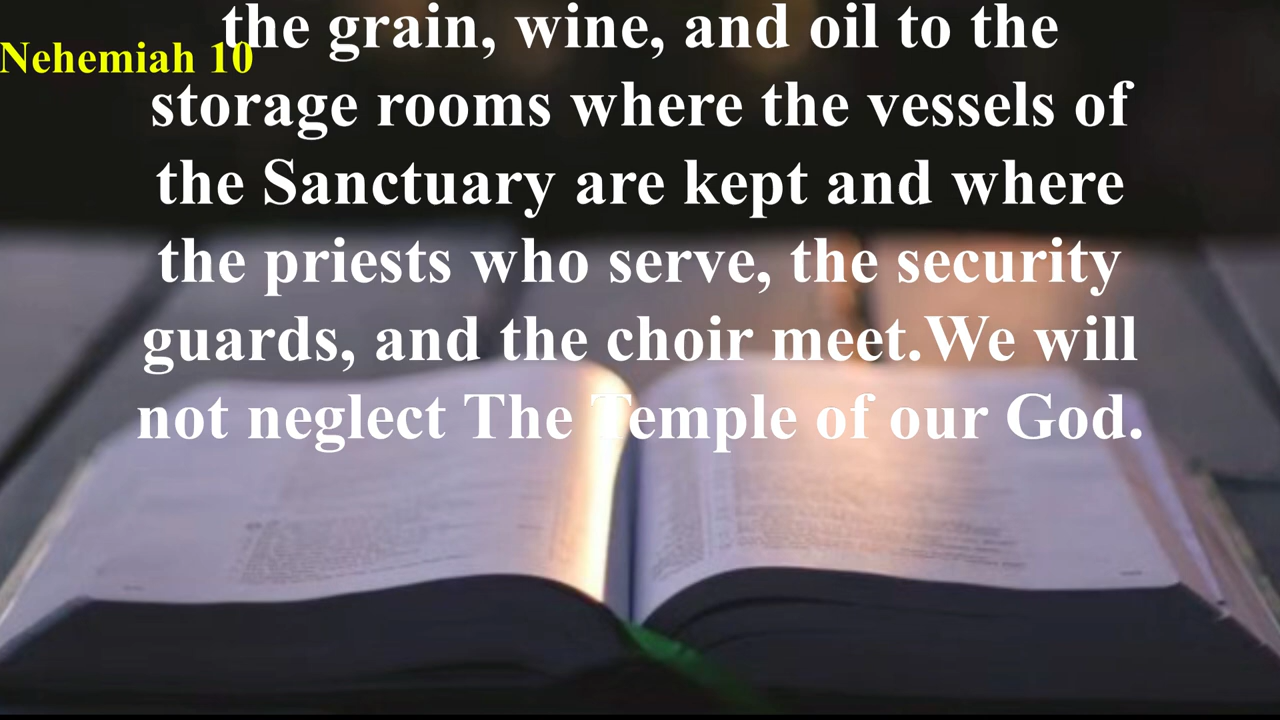 the grain, wine, and oil to the
Nehemiah 10
storage rooms where the vessels of
the Sanctuary are kept and where
the priests who serve, the security
guards, and the choir meet.We will
not neglect The Temple of our God.